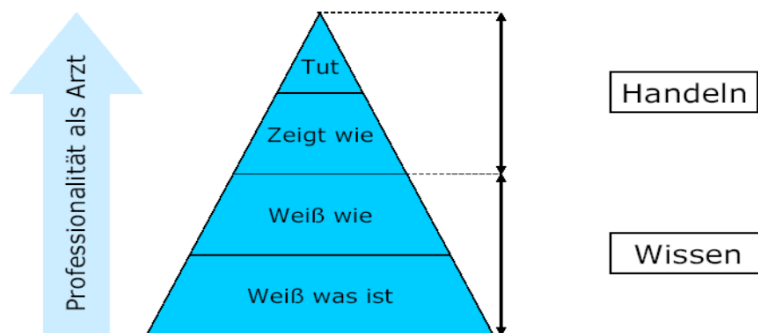 Professionalität als Arzt
Tut
Zeigt wie
Weiß wie
Weiß was ist
Handeln
Wissen